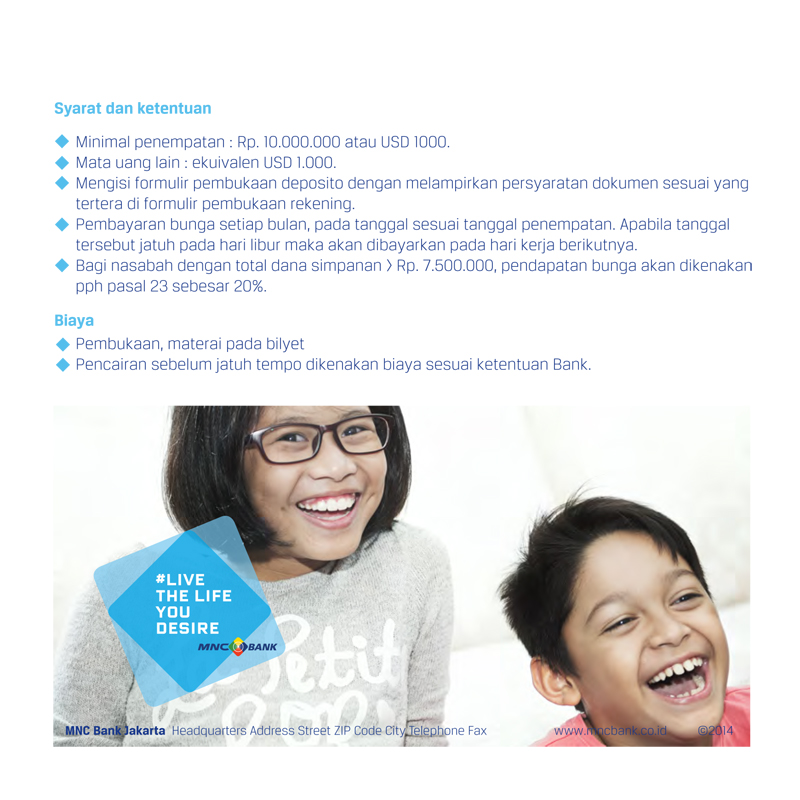 Syarat dan ketentuan
Minimal penempatan : Rp. 10.000.000 atau USD 1000.
Mata uang lain : ekuivalen USD 1.000.
Mengisi formulir pembukaan deposito dengan melampirkan persyaratan dokumen sesuai yang
tertera di formulir pembukaan rekening.
Pembayaran bunga setiap bulan, pada tanggal sesuai tanggal penempatan. Apabila tanggal
tersebut jatuh pada hari libur maka akan dibayarkan pada hari kerja berikutnya.
Bagi nasabah dengan total dana simpanan > Rp. 7.500.000, pendapatan bunga akan dikenakan
pph pasal 23 sebesar 20%.
Biaya
Pembukaan, materai pada bilyet
Pencairan sebelum jatuh tempo dikenakan biaya sesuai ketentuan Bank.
#LIVE
THE LIFE
YOU
DESIRE
MNC BANK
Petit
MNC Bank Jakarta Headquarters Address Street ZIP Code City Telephone Fax www.mncbank.co.id ©2014